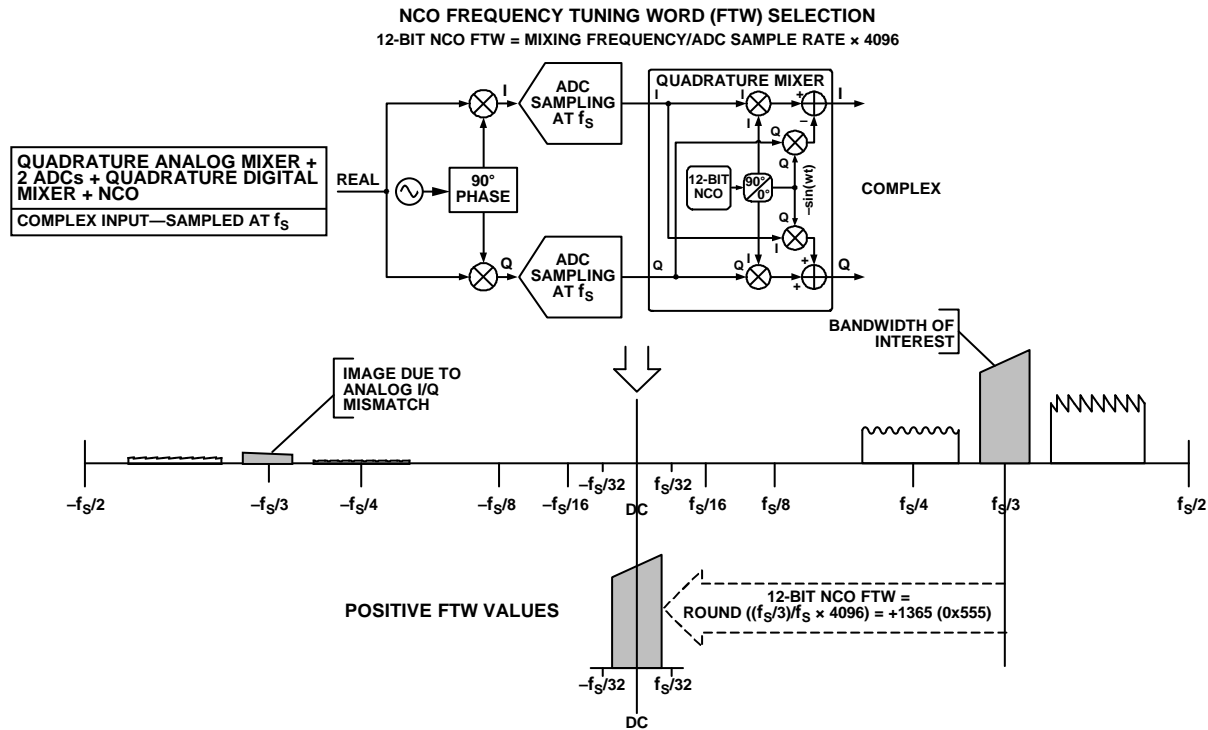 NCO FREQUENCY TUNING WORD (FTW) SELECTION
12-BIT NCO FTW = MIXING FREQUENCY/ADC SAMPLE RATE × 4096
QUADRATURE ANALOG MIXER +
2 ADCs + QUADRATURE DIGITAL
MIXER + NCO
COMPLEX INPUT—SAMPLED AT fS
REAL
90°
PHASE
I
ADC
SAMPLING
AT fS
Q
ADC
SAMPLING
AT fS
QUADRATURE MIXER
I
I
I
+
–
I
Q
Q
12-BIT
NCO
90°
0°
–sin(wt)
Q
Q
I
I
Q
Q
+
+
Q
COMPLEX
BANDWIDTH OF
INTEREST
IMAGE DUE TO
ANALOG I/Q
MISMATCH
–fS/2
–fS/3
–fS/4
–fS/8
–fS/16
–fS/32
DC
fS/32
fS/16
fS/8
fS/4
fS/3
fS/2
POSITIVE FTW VALUES
12-BIT NCO FTW =
ROUND ((fS/3)/fS × 4096) = +1365 (0x555)
–fS/32
fS/32
DC